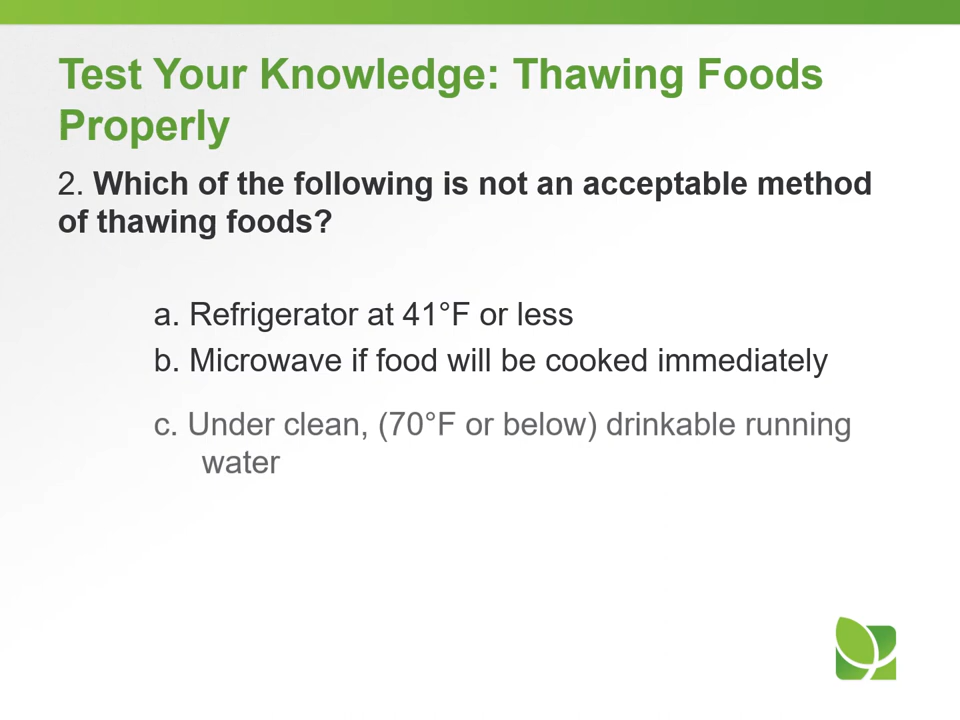 Test Your Knowledge: Thawing Foods
Properly
2. Which of the following is not an acceptable method
of thawing foods?
a. Refrigerator at 41°F or less
b. Microwave if food will be cooked immediately
c. Under clean, (70°F or below) drinkable running
water